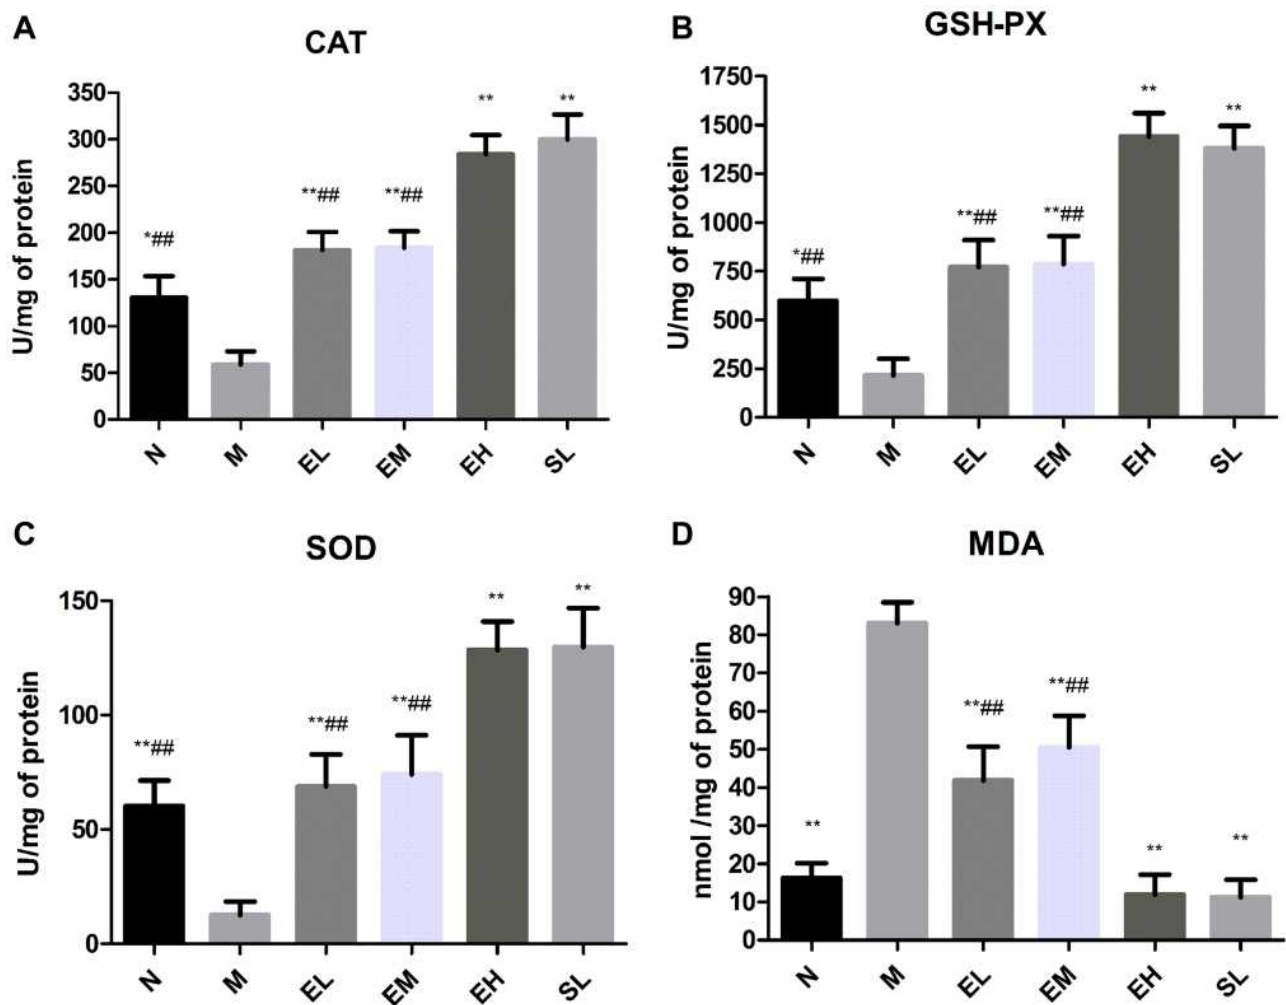 A
CAT
U/mg of protein
350
300
250
200
150
100
50
0
*##
**##
**##
**
**
N
M
EL
EM
EH
SL
B
GSH-PX
U/mg of protein
1750
1500
1250
1000
750
500
250
0
*##
**##
**##
**
**
N
M
EL
EM
EH
SL
C
SOD
U/mg of protein
150
100
50
0
**##
**##
**##
**
**
N
M
EL
EM
EH
SL
D
MDA
nmol /mg of protein
90
80
70
60
50
40
30
20
10
0
**
**##
**##
**
**
N
M
EL
EM
EH
SL